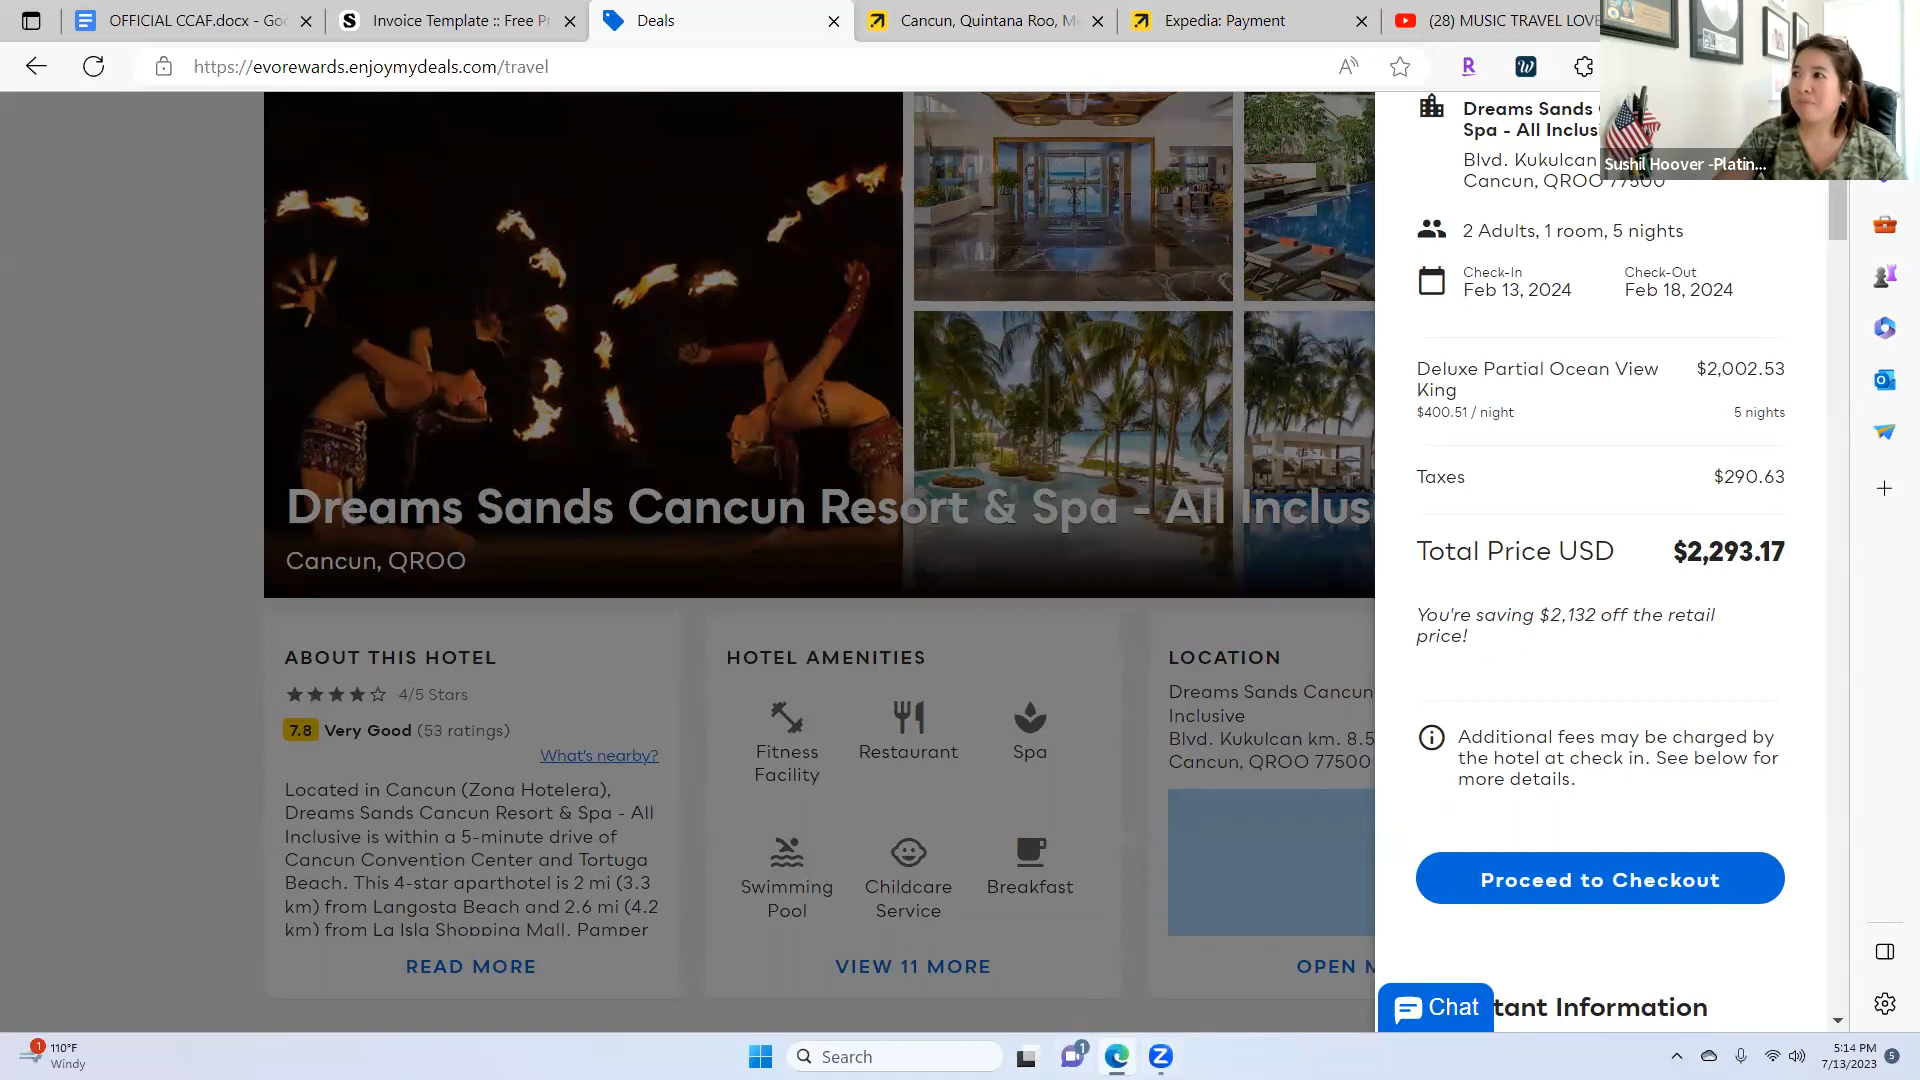 OFFICIAL CCAF.docx - Goo
Invoice Template :: Free Pr
Deals
Cancun, Quintana Roo, M
Expedia: Payment
(28) MUSIC TRAVEL LOVE
https://evorewards.enjoymydeals.com/travel
Sushil Hoover -Platin...
Dreams Sands Cancun Resort & Spa - All Inclus
Cancun, QROO
ABOUT THIS HOTEL
4/5 Stars
7.8 Very Good (53 ratings)
What's nearby?
Located in Cancun (Zona Hotelera),
Dreams Sands Cancun Resort & Spa - All
Inclusive is within a 5-minute drive of
Cancun Convention Center and Tortuga
Beach. This 4-star aparthotel is 2 mi (3.3
km) from Langosta Beach and 2.6 mi (4.2
km) from La Isla Shopping Mall. Pamper
READ MORE
HOTEL AMENITIES
Fitness
Facility
Restaurant
Spa
Swimming
Pool
Childcare
Service
Breakfast
VIEW 11 MORE
LOCATION
Dreams Sands Cancun
Inclusive
Blvd. Kukulcan km. 8.5
Cancun, QROO 77500
OPEN M
Dreams Sands
Spa - All Inclusi
Blvd. Kukulcan
Cancun, QROO 77500
2 Adults, 1 room, 5 nights
Check-In
Feb 13, 2024
Check-Out
Feb 18, 2024
Deluxe Partial Ocean View $2,002.53
King
$400.51 / night 5 nights
Taxes $290.63
Total Price USD $2,293.17
You're saving $2,132 off the retail
price!
Additional fees may be charged by
the hotel at check in. See below for
more details.
Proceed to Checkout
Chat
tant Information
1
110°F
Windy
Search
1
5:14 PM
7/13/2023
5